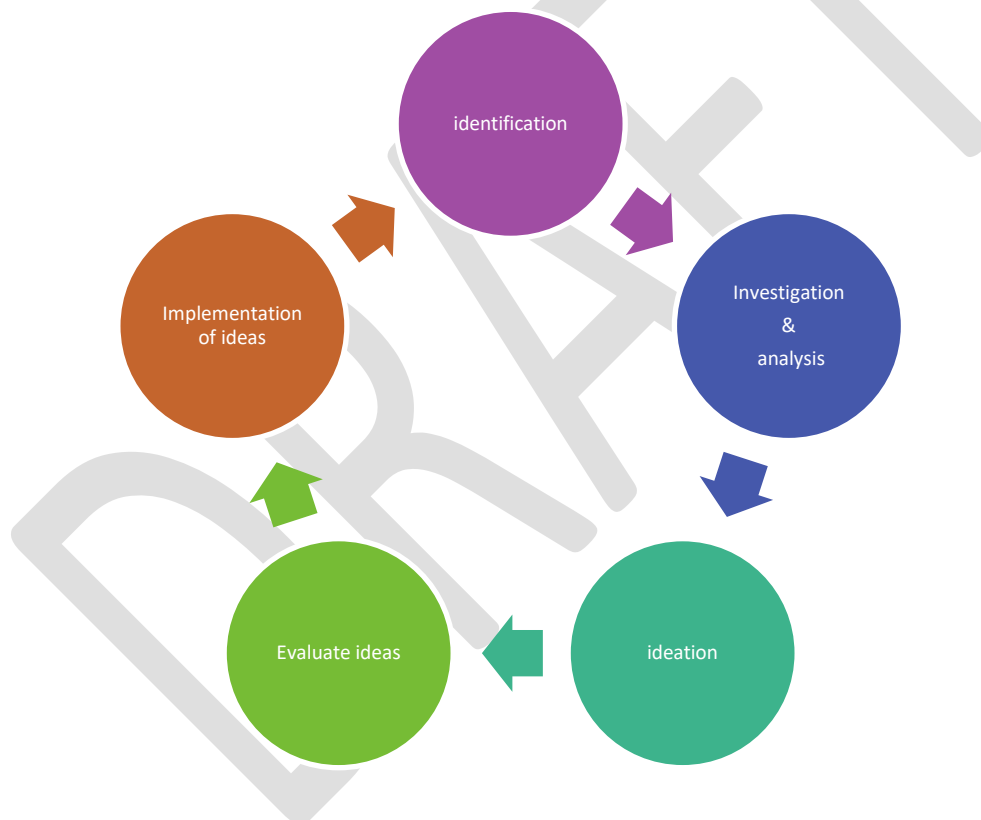 identification
Investigation
&
analysis
ideation
Evaluate ideas
Implementation
of ideas
DRAFT